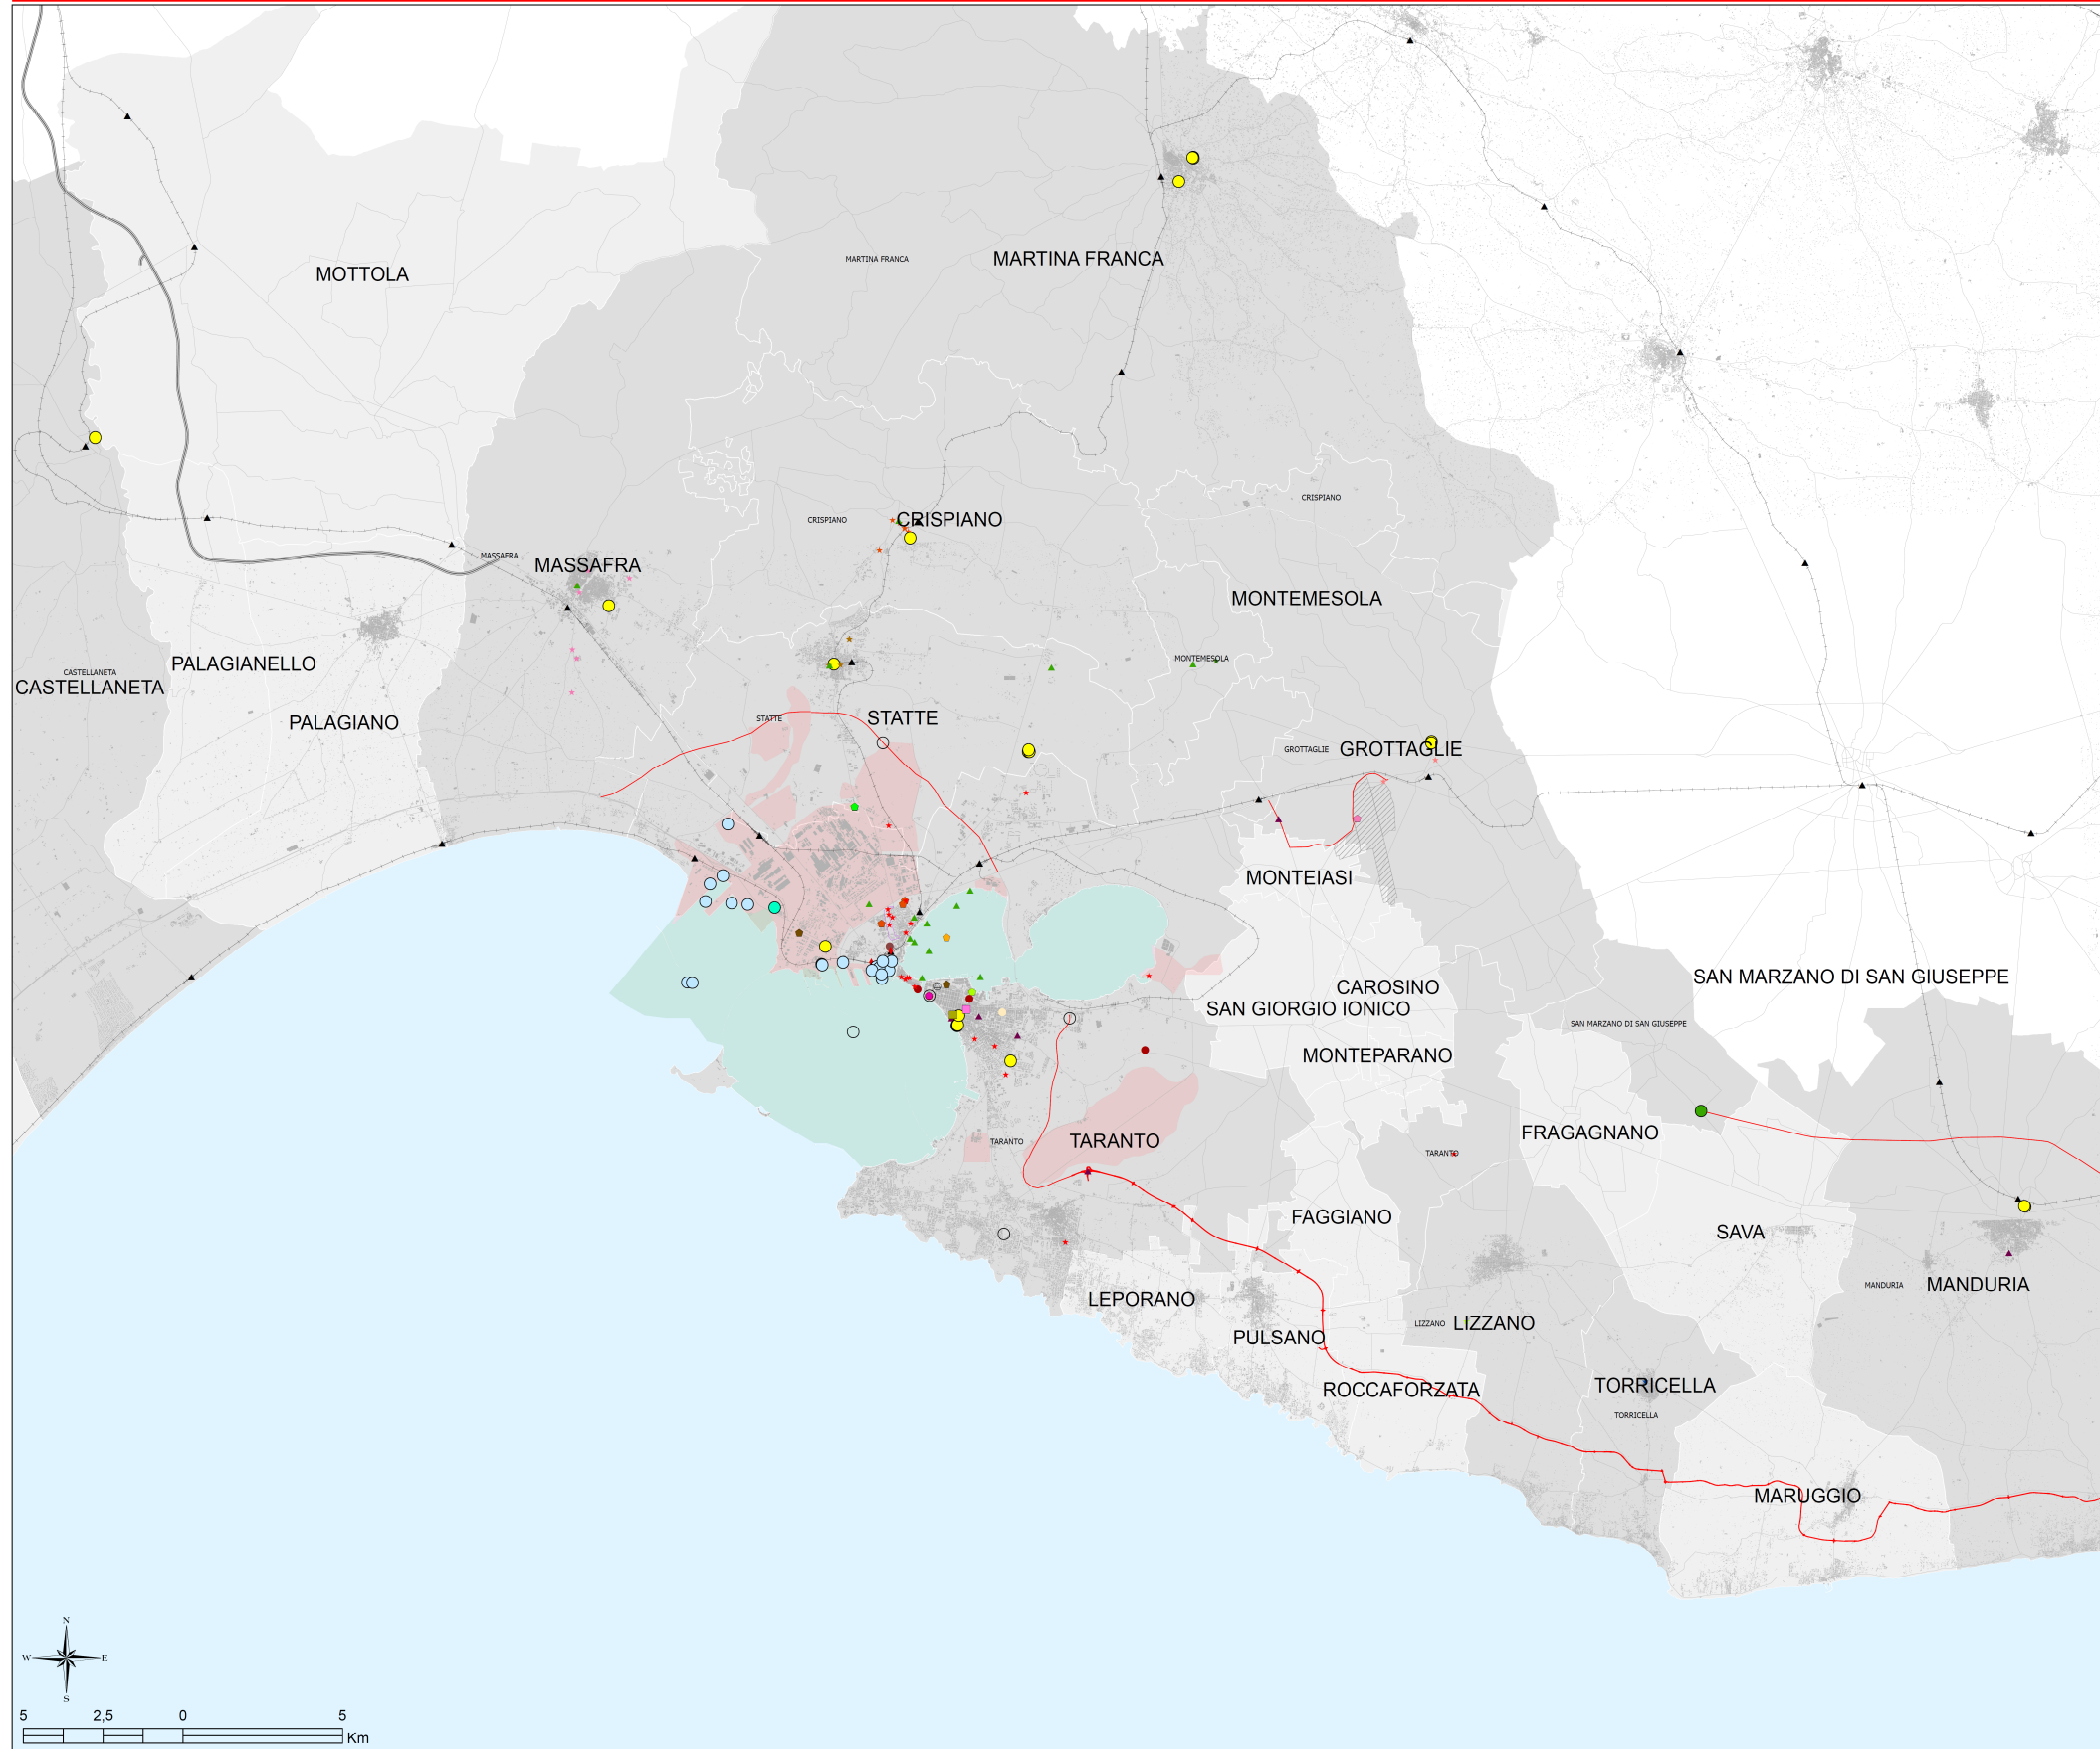 MARTINA FRANCA
MARTINA FRANCA
MOTTOLA
CRISPIANO
CRISPIANO
CRISPIANO
MASSAFRA
MASSAFRA
MONTEMESOLA
MONTEMESOLA
PALAGIANELLO
CASTELLANETA
CASTELLANETA
PALAGIANO
STATTE
STATTE
GROTTAGLIE
GROTTAGLIE
MONTEIASI
SAN MARZANO DI SAN GIUSEPPE
CAROSINO
SAN GIORGIO IONICO
SAN MARZANO DI SAN GIUSEPPE
MONTEPARANO
FRAGAGNANO
TARANTO
TARANTO
TARANTO
FAGGIANO
SAVA
MANDURIA
MANDURIA
LEPORANO
LIZZANO
LIZZANO
PULSANO
TORRICELLA
ROCCAFORZATA
TORRICELLA
MARUGGIO
N
W E
S
5 2,5 0 5
Km